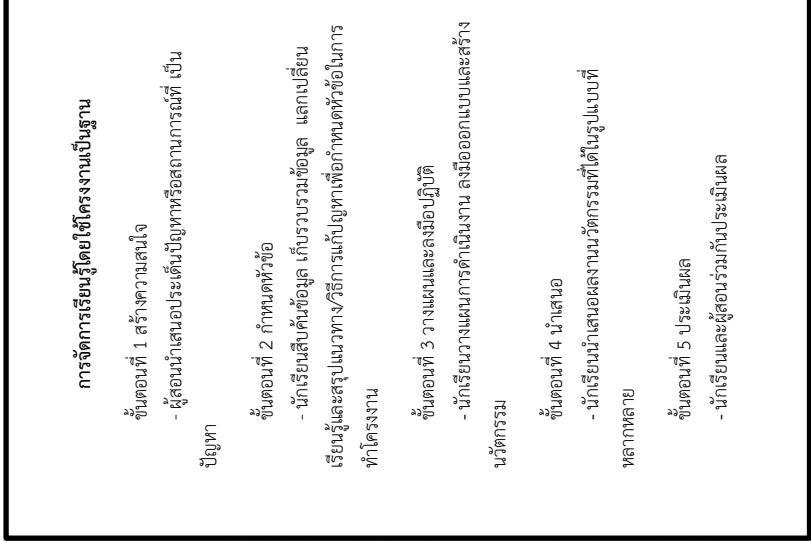 การจัดการเรียนรู้โดยใช้โครงงานเป็นฐาน
ขั้นตอนที่ 1 สร้างความสนใจ
- ผู้สอนนำเสนอประเด็นปัญหาหรือสถานการณ์ที่ เป็น
ปัญหา
ขั้นตอนที่ 2 กำหนดหัวข้อ
- นักเรียนสืบค้นข้อมูล เก็บรวบรวมข้อมูล แลกเปลี่ยน
เรียนรู้และสรุปแนวทาง/วิธีการแก้ปัญหาเพื่อกำหนดหัวข้อในการ
ทำโครงงาน
ขั้นตอนที่ 3 วางแผนและลงมือปฏิบัติ
- นักเรียนวางแผนการดำเนินงาน ลงมือออกแบบและสร้าง
นวัตกรรม
ขั้นตอนที่ 4 นำเสนอ
- นักเรียนนำเสนอผลงานนวัตกรรมที่ได้ในรูปแบบที่
หลากหลาย
ขั้นตอนที่ 5 ประเมินผล
- นักเรียนและผู้สอนร่วมกันประเมินผล